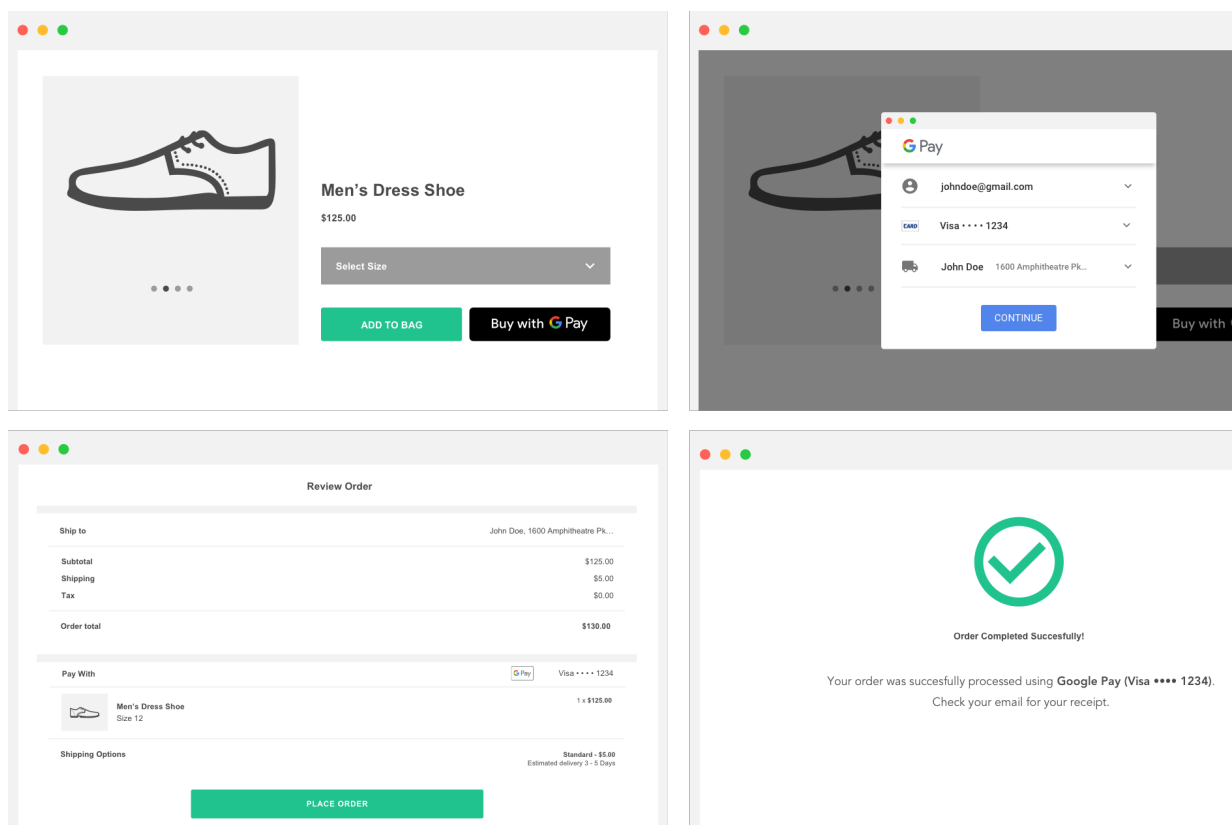 Men's Dress Shoe
$125.00
Select Size
ADD TO BAG
Buy with G Pay
G Pay
johndoe@gmail.com
CARD Visa •••• 1234
John Doe 1600 Amphitheatre Pk...
CONTINUE
Buy with
Review Order
Ship to John Doe, 1600 Amphitheatre Pk...
Subtotal $125.00
Shipping $5.00
Tax $0.00
Order total $130.00
Pay With G Pay Visa •••• 1234
Men's Dress Shoe 1 x $125.00
Size 12
Shipping Options Standard - $5.00
Estimated delivery 3 - 5 Days
PLACE ORDER
Order Completed Succesfully!
Your order was succesfully processed using Google Pay (Visa •••• 1234).
Check your email for your receipt.